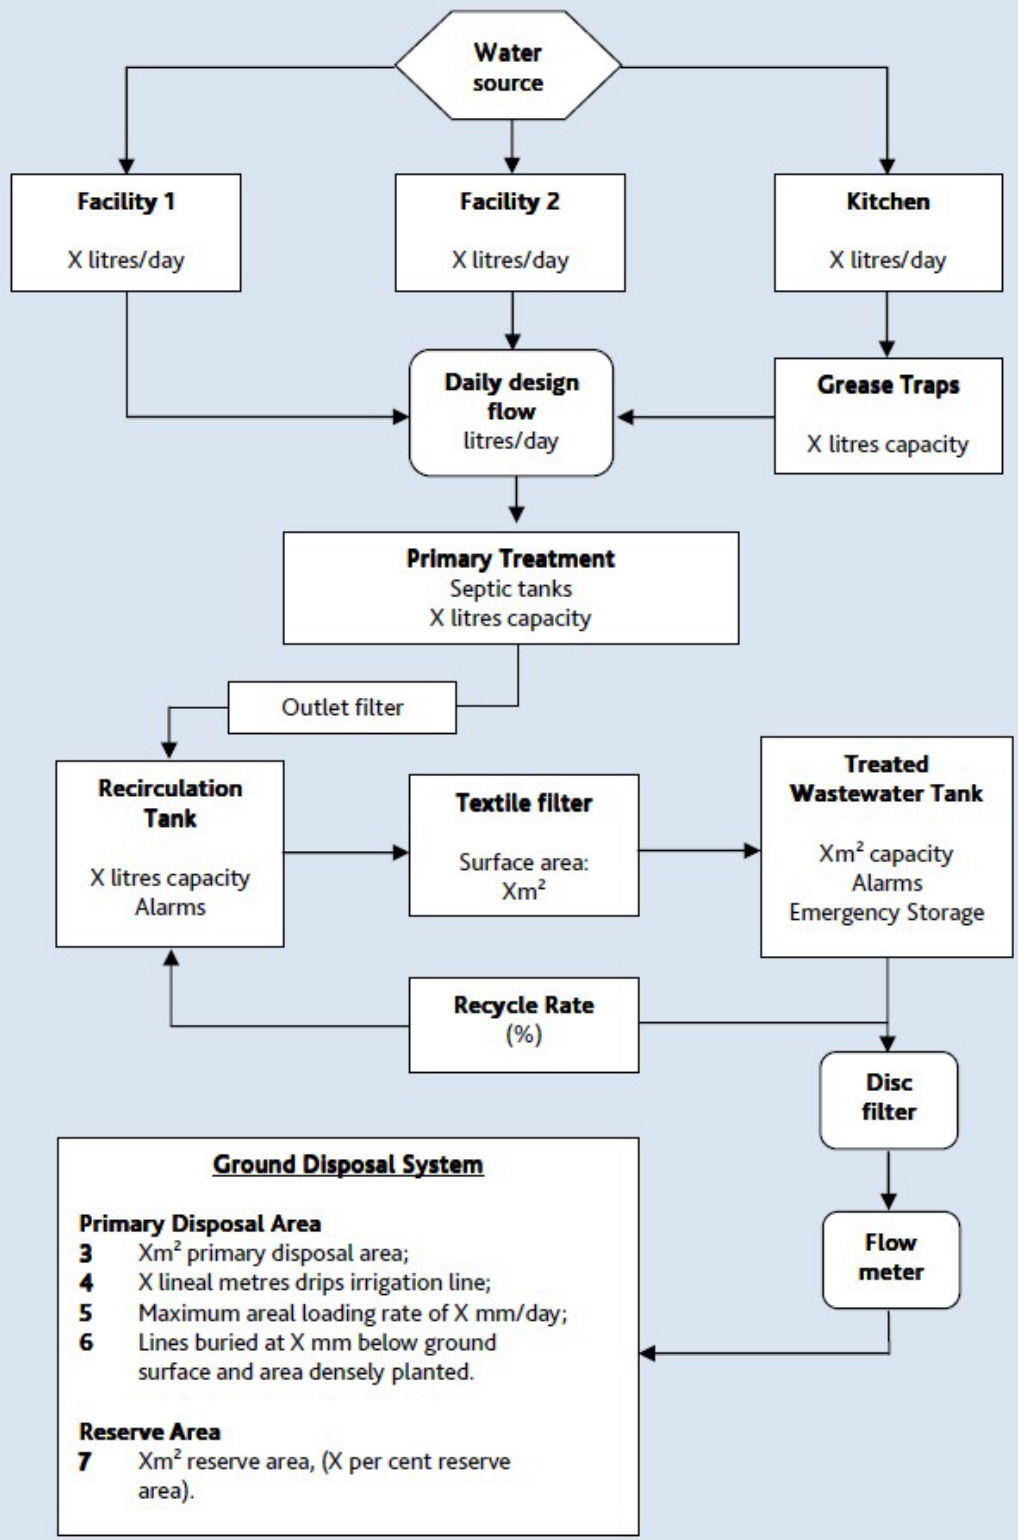 Water
source
Facility 1
X litres/day
Facility 2
X litres/day
Kitchen
X litres/day
Daily design
flow
litres/day
Grease Traps
X litres capacity
Primary Treatment
Septic tanks
X litres capacity
Outlet filter
Recirculation
Tank
X litres capacity
Alarms
Textile filter
Surface area:
Xm²
Treated
Wastewater Tank
Xm² capacity
Alarms
Emergency Storage
Recycle Rate
(%)
Disc
filter
Flow
meter
Ground Disposal System
Primary Disposal Area
3 Xm² primary disposal area;
4 X lineal metres drips irrigation line;
5 Maximum areal loading rate of X mm/day;
6 Lines buried at X mm below ground
surface and area densely planted.
Reserve Area
7 Xm² reserve area, (X per cent reserve
area).